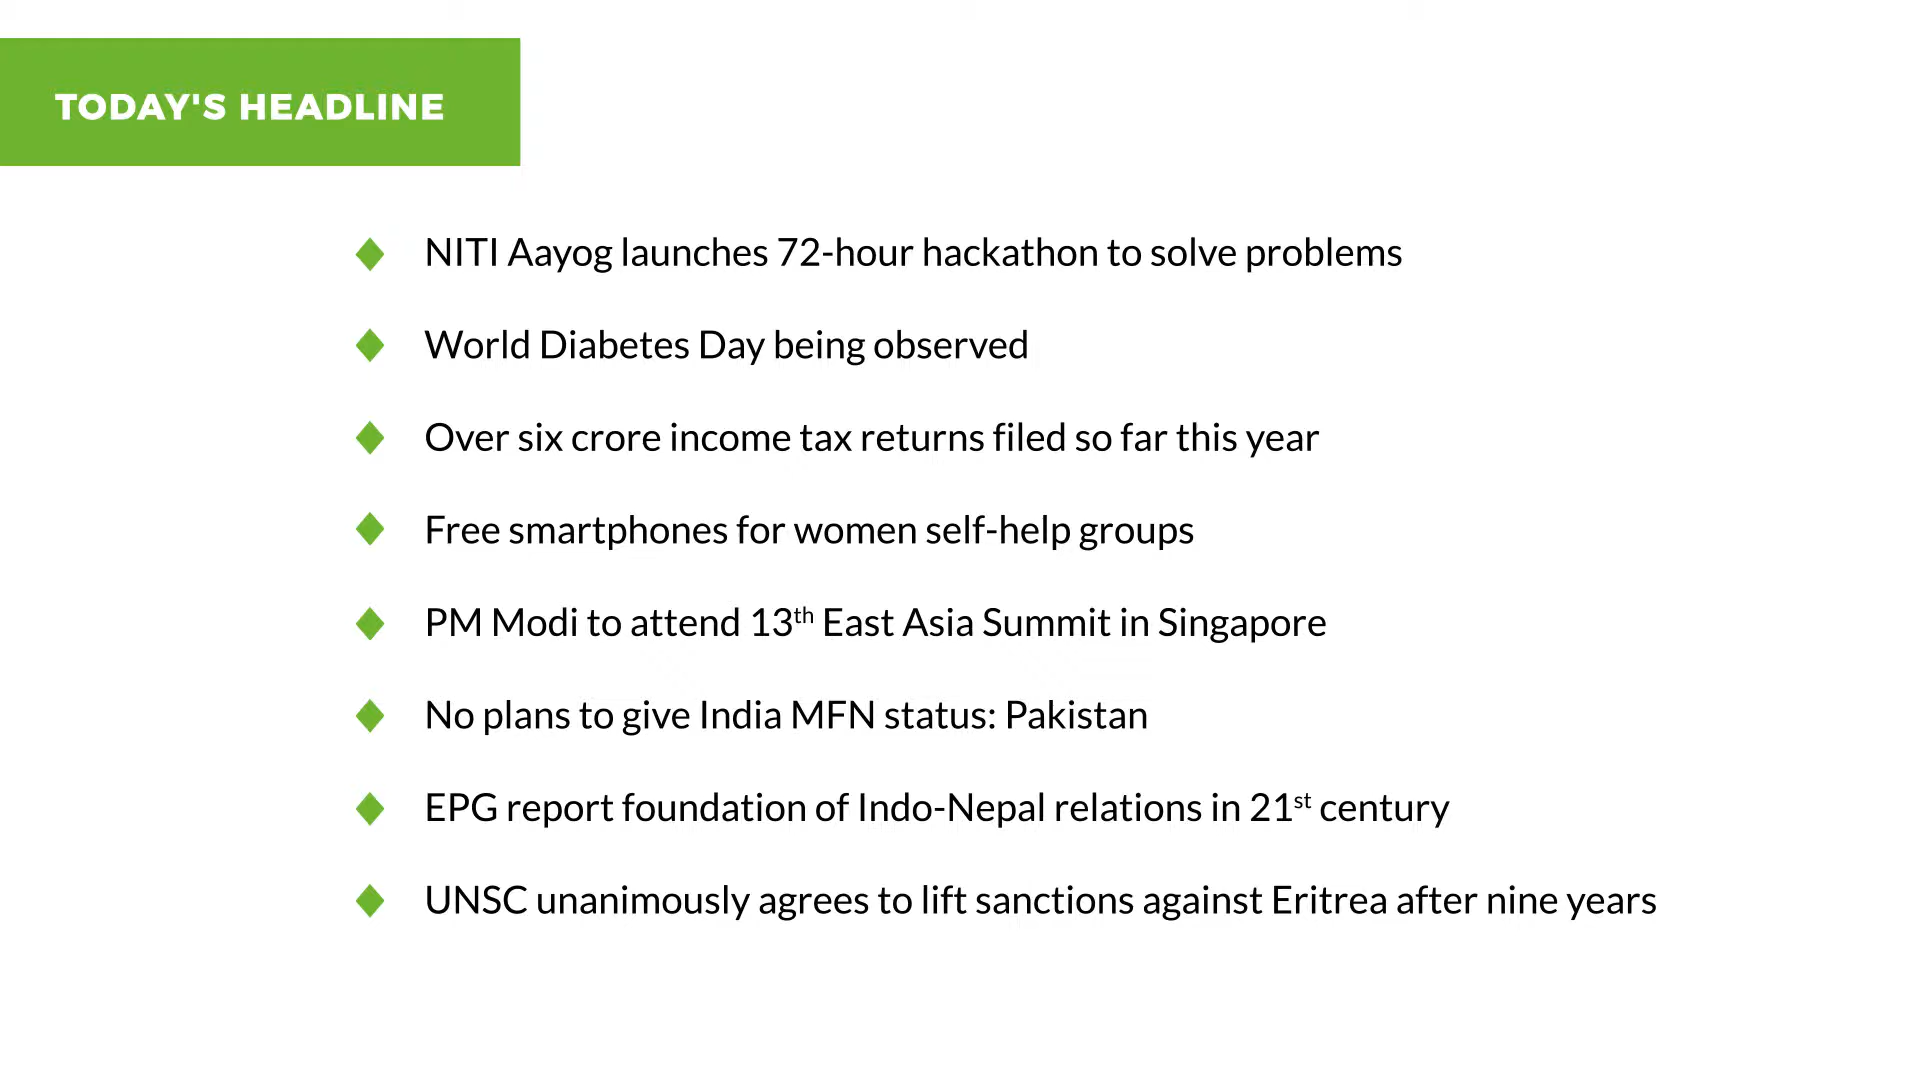 TODAY'S HEADLINE
NITI Aayog launches 72-hour hackathon to solve problems
World Diabetes Day being observed
Over six crore income tax returns filed so far this year
Free smartphones for women self-help groups
PM Modi to attend 13th East Asia Summit in Singapore
No plans to give India MFN status: Pakistan
EPG report foundation of Indo-Nepal relations in 21st century
UNSC unanimously agrees to lift sanctions against Eritrea after nine years